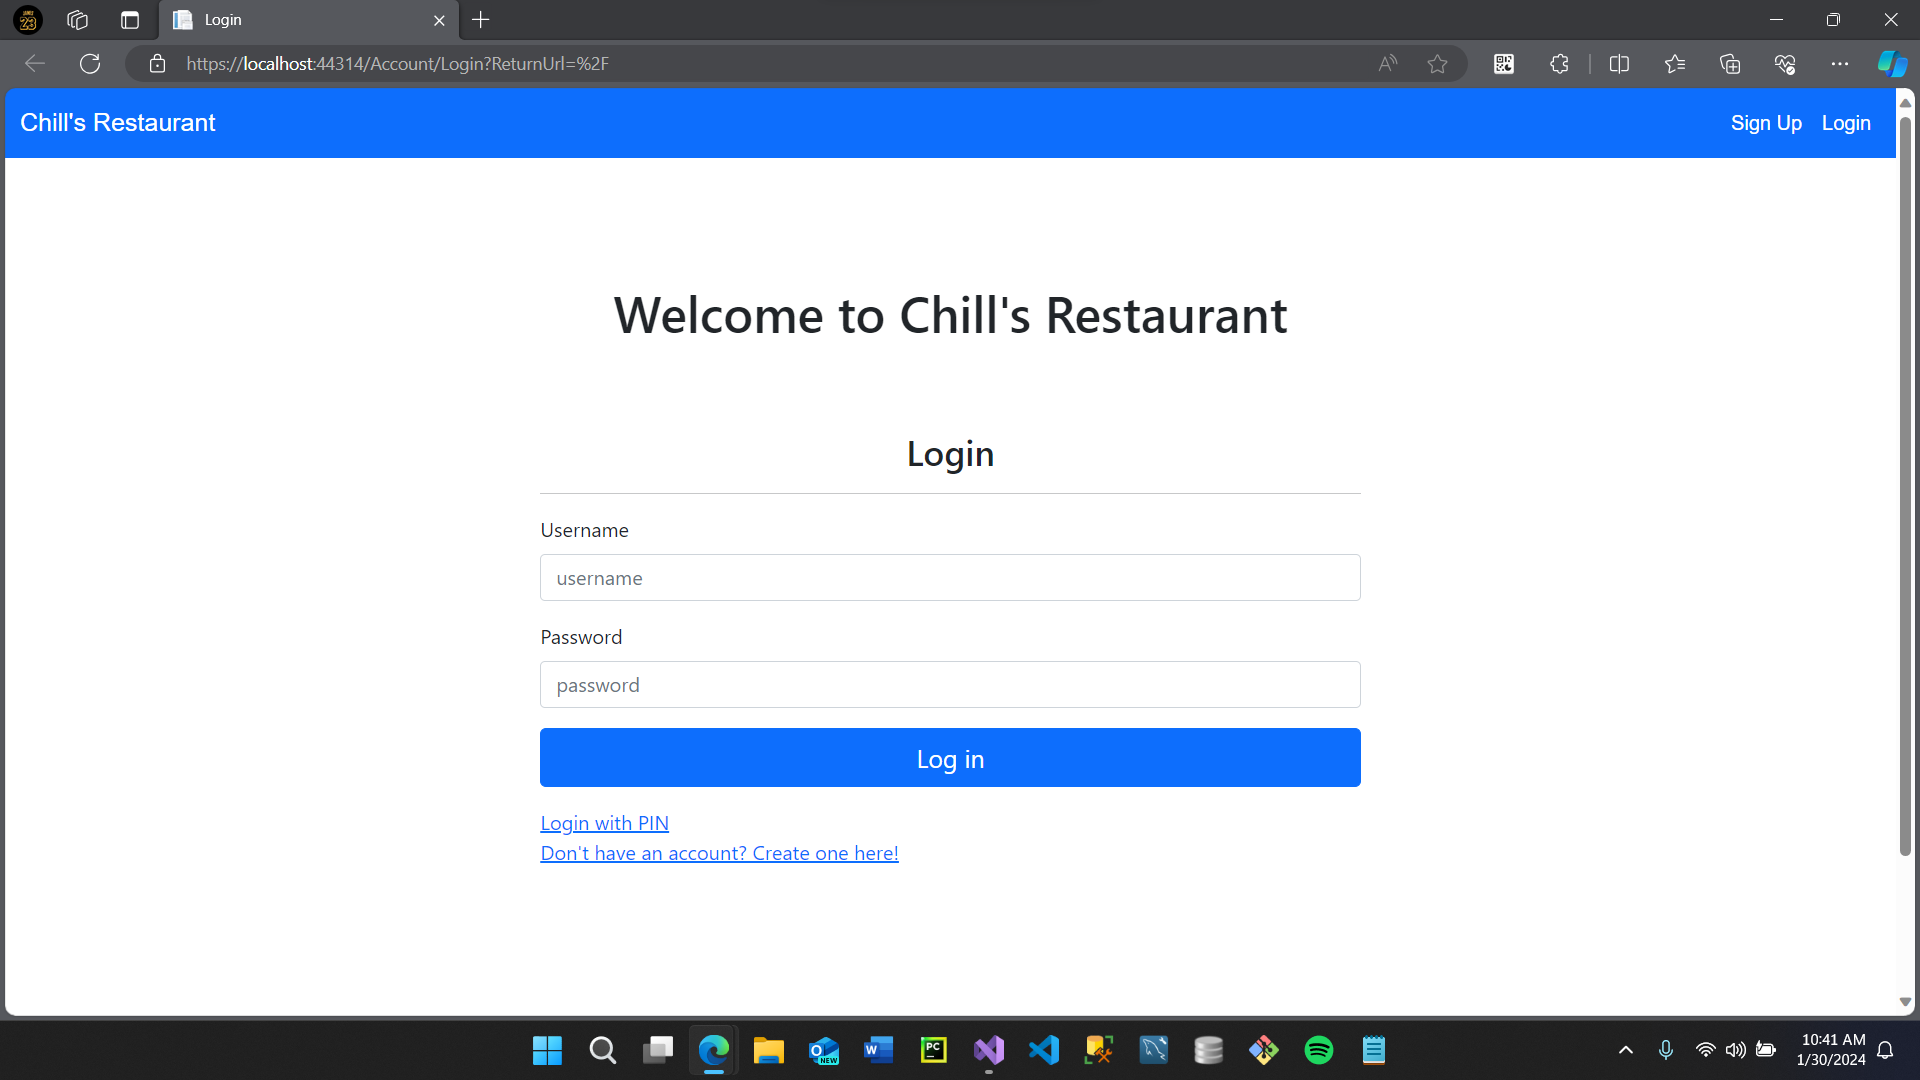 Login
https://localhost:44314/Account/Login?ReturnUrl=%2F
Chill's Restaurant
Sign Up
Login
Welcome to Chill's Restaurant
Login
Username
username
Password
password
Log in
Login with PIN
Don't have an account? Create one here!
10:41 AM
1/30/2024